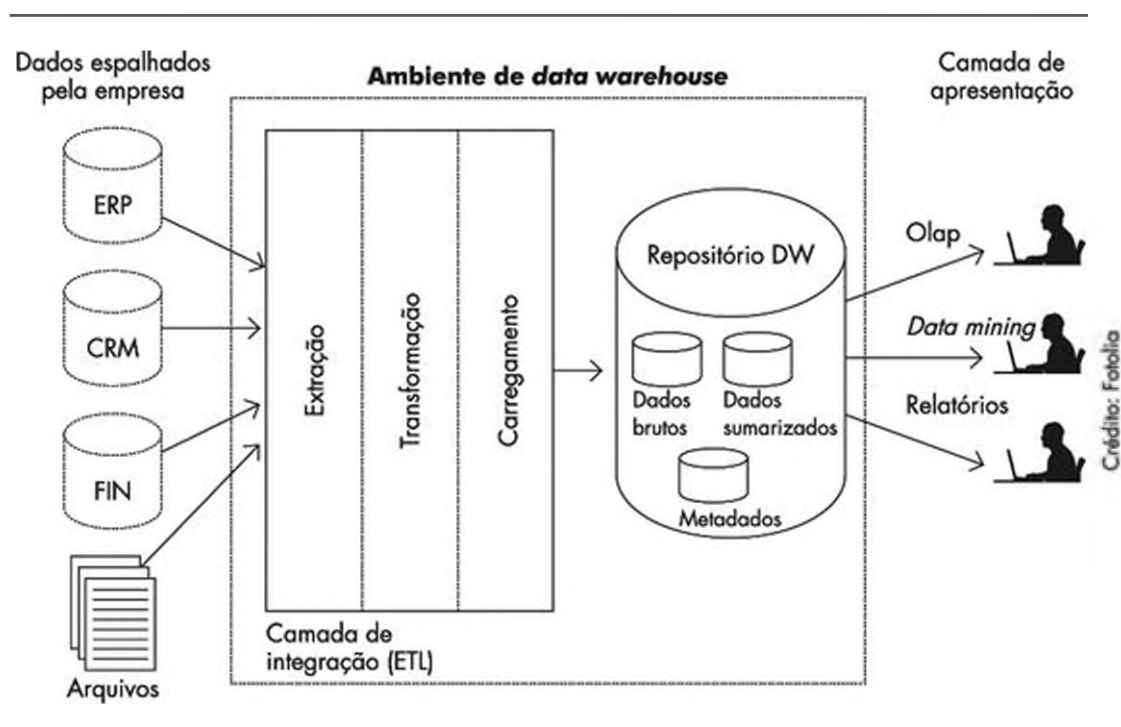 Dados espalhados
pela empresa
Ambiente de data warehouse
Camada de
apresentação
ERP
CRM
FIN
Arquivos
Extração
Transformação
Carregamento
Camada de
integração (ETL)
Repositório DW
Dados
brutos
Dados
sumarizados
Metadados
Olap
Data mining
Relatórios
Crédito: Fotolia